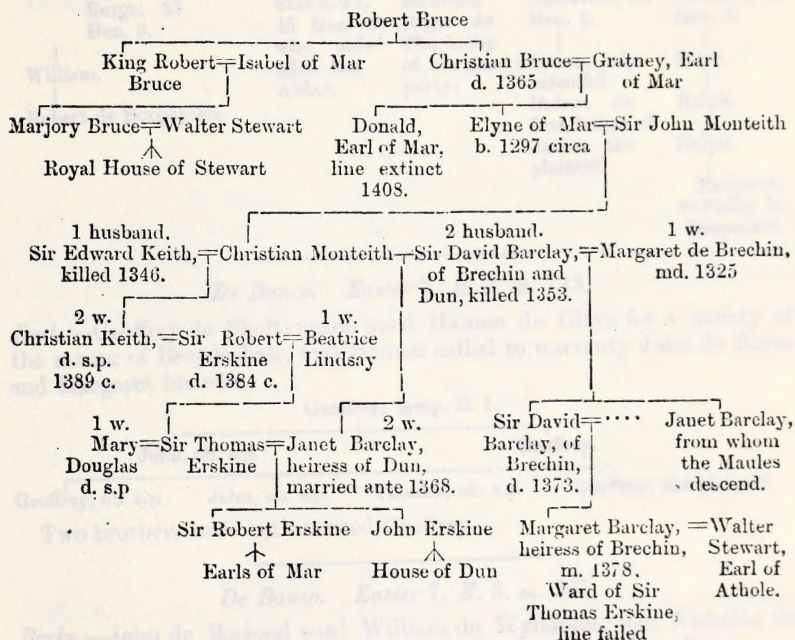 Robert Bruce
King Robert=Isabel of Mar
Bruce
Christian Bruce=Gratney, Earl
d. 1365 of Mar
Marjory Bruce=Walter Stewart
Royal House of Stewart
Donald,
Earl of Mar,
line extinct
1408.
Elyne of Mar=Sir John Monteith
b. 1297 circa
1 husband.
Sir Edward Keith,=Christian Monteith=Sir David Barclay,=Margaret de Brechin,
killed 1346.
2 husband.
of Brechin and
Dun, killed 1353.
1 w.
md. 1325
2 w.
Christian Keith,=Sir Robert=Beatrice
d.s.p. Erskine Lindsay
1389 c. d. 1384 c.
1 w.
1 w.
Mary=Sir Thomas=Janet Barclay,
Douglas Erskine heiress of Dun,
d. s.p married ante 1368.
2 w.
Sir David=····
Barclay, of
Brechin,
d. 1373.
Janet Barclay,
from whom
the Maules
descend.
Sir Robert Erskine
Earls of Mar
John Erskine
House of Dun
Margaret Barclay, =Walter
heiress of Brechin, Stewart,
m. 1378. Earl of
Ward of Sir Athole.
Thomas Erskine,
line failed